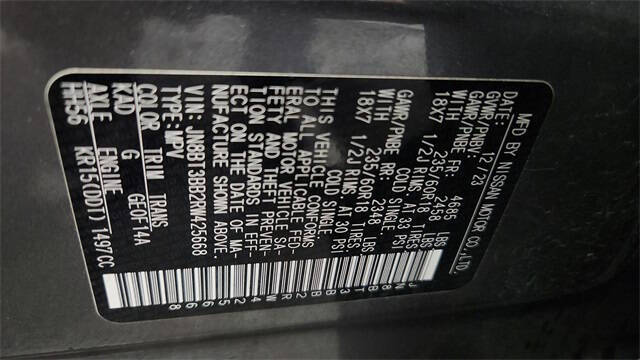 MFD BY NISSAN MOTOR CO.,LTD.
DATE: 12/23
GVWR/PNBV: 4685 LBS
GAWR/PNBE FR: 2458 LBS
WITH 235/60R18 TIRES
18X7 1/2J RIMS, AT 33 PSI
COLD SINGLE
GAWR/PNBE RR: 2348 LBS
WITH 235/60R18 TIRES
18X7 1/2J RIMS, AT 30 PSI
COLD SINGLE
THIS VEHICLE CONFORMS
TO ALL APPLICABLE FED-
ERAL MOTOR VEHICLE SA-
FETY AND THEFT PREVEN-
TION STANDARDS IN EFF-
ECT ON THE DATE OF MA-
NUFACTURE SHOWN ABOVE.
VIN: JN8BT3BB2RW425668
TYPE: MPV
COLOR TRIM TRANS
KAD G GE0F14A
AXLE ENGINE
H156 KR15(DDT) 1497CC
JN8BT3BB2RW425668